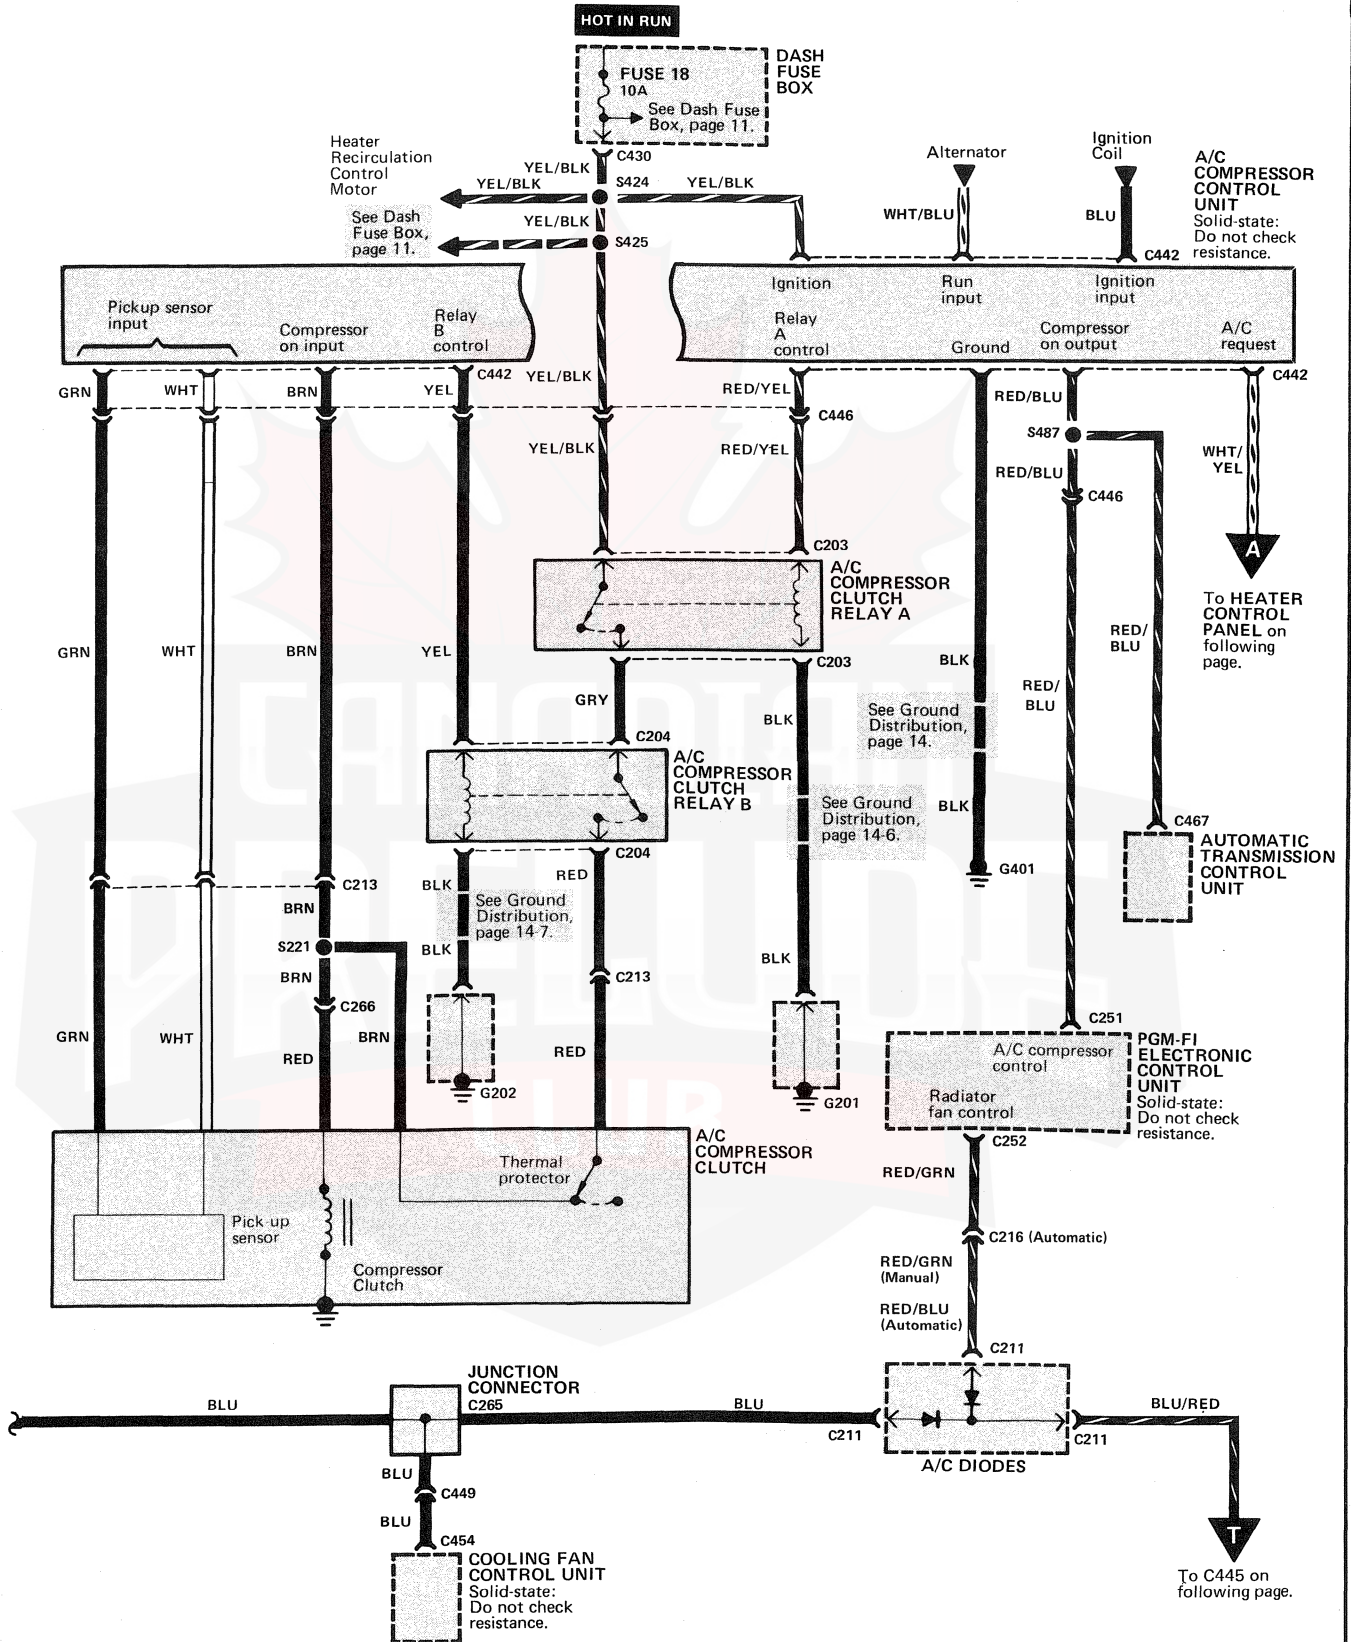 HOT IN RUN
FUSE 18
10A
See Dash Fuse
Box, page 11.
DASH
FUSE
BOX
C430
Heater
Recirculation
Control
Motor
YEL/BLK
YEL/BLK
S424
YEL/BLK
See Dash
Fuse Box,
page 11.
YEL/BLK
S425
Alternator
WHT/BLU
Ignition
Coil
BLU
C442
A/C
COMPRESSOR
CONTROL
UNIT
Solid-state:
Do not check
resistance.
Pickup sensor
input
Compressor
on input
Relay
B
control
Ignition
Relay
A
control
Run
input
Ground
Ignition
input
Compressor
on output
A/C
request
GRN
WHT
BRN
YEL
C442
YEL/BLK
RED/YEL
C446
RED/BLU
C442
S487
WHT/
YEL
YEL/BLK
RED/YEL
RED/BLU
C446
A
To HEATER
CONTROL
PANEL on
following
page.
C203
A/C
COMPRESSOR
CLUTCH
RELAY A
C203
GRN
WHT
BRN
YEL
GRY
BLK
BLK
RED/
BLU
RED/
BLU
See Ground
Distribution,
page 14.
C204
A/C
COMPRESSOR
CLUTCH
RELAY B
C204
See Ground
Distribution,
page 14-6.
BLK
G401
C467
AUTOMATIC
TRANSMISSION
CONTROL
UNIT
C213
BRN
S221
BRN
C266
BLK
See Ground
Distribution,
page 14-7.
BLK
RED
C213
BLK
GRN
WHT
RED
BRN
RED
G202
G201
C251
A/C compressor
control
Radiator
fan control
PGM-FI
ELECTRONIC
CONTROL
UNIT
Solid-state:
Do not check
resistance.
C252
A/C
COMPRESSOR
CLUTCH
Thermal
protector
Pick-up
sensor
Compressor
Clutch
RED/GRN
C216 (Automatic)
RED/GRN
(Manual)
RED/BLU
(Automatic)
C211
JUNCTION
CONNECTOR
C265
BLU
BLU
C211
C211
BLU/RED
A/C DIODES
BLU
C449
BLU
C454
COOLING FAN
CONTROL UNIT
Solid-state:
Do not check
resistance.
T
To C445 on
following page.
CANADIAN
PRELUDE
CLUB